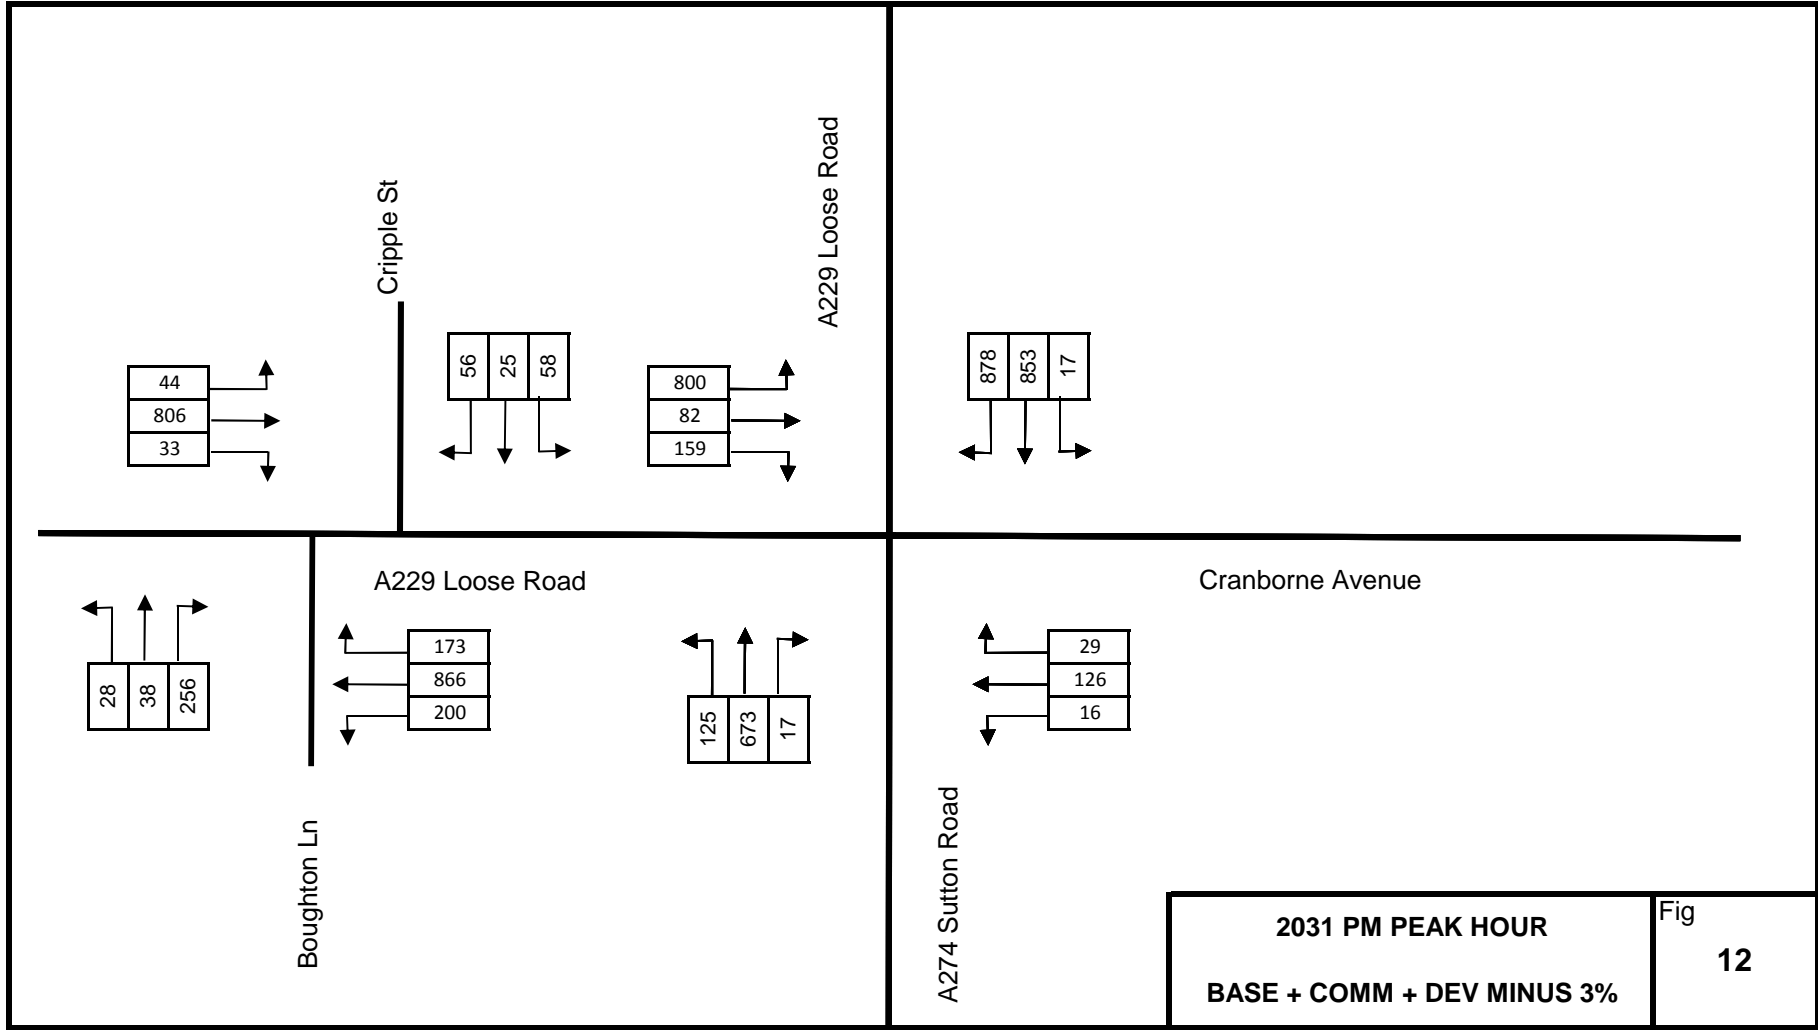 Cripple St
A229 Loose Road
44
806
33
56 25 58
800
82
159
878 853 17
A229 Loose Road
Cranborne Avenue
28 38 256
173
866
200
125 673 17
29
126
16
Boughton Ln
A274 Sutton Road
2031 PM PEAK HOUR
BASE + COMM + DEV MINUS 3%
Fig
12